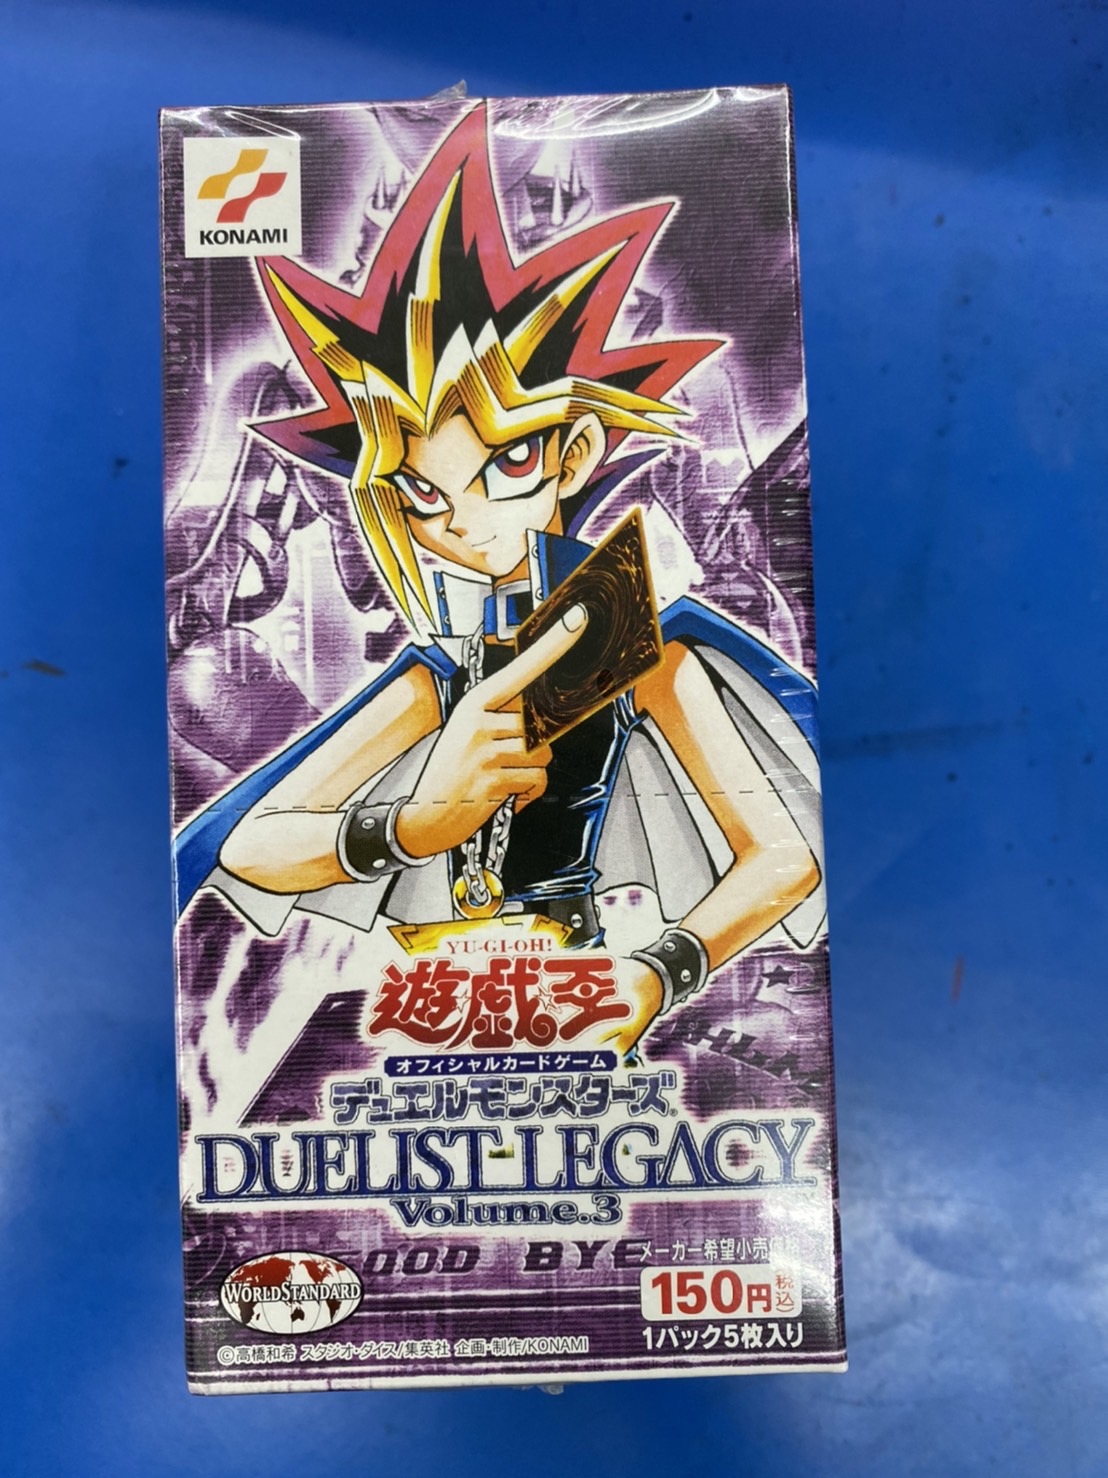 KONAMI
YU-GI-OH!
遊戯王
オフィシャルカードゲーム
デュエルモンスターズ®
DUELIST LEGACY
Volume.3
GOOD BYE
メーカー希望小売価格
150円 税込
1パック5枚入り
WORLD STANDARD
©高橋和希 スタジオ・ダイス/集英社 企画・制作/KONAMI